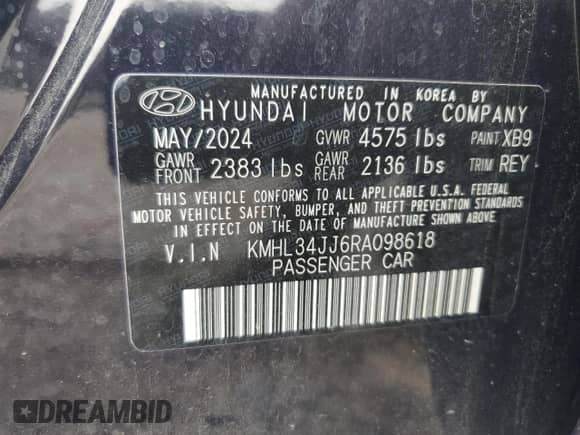 MANUFACTURED IN KOREA BY
HYUNDAI MOTOR COMPANY
MAY/2024 GVWR 4575 lbs PAINT XB9
GAWR FRONT 2383 lbs GAWR REAR 2136 lbs TRIM REY
THIS VEHICLE CONFORMS TO ALL APPLICABLE U.S.A. FEDERAL
MOTOR VEHICLE SAFETY, BUMPER, AND THEFT PREVENTION STANDARDS
IN EFFECT ON THE DATE OF MANUFACTURE SHOWN ABOVE.
V.I.N KMHL34JJ6RA098618
PASSENGER CAR
DREAMBID